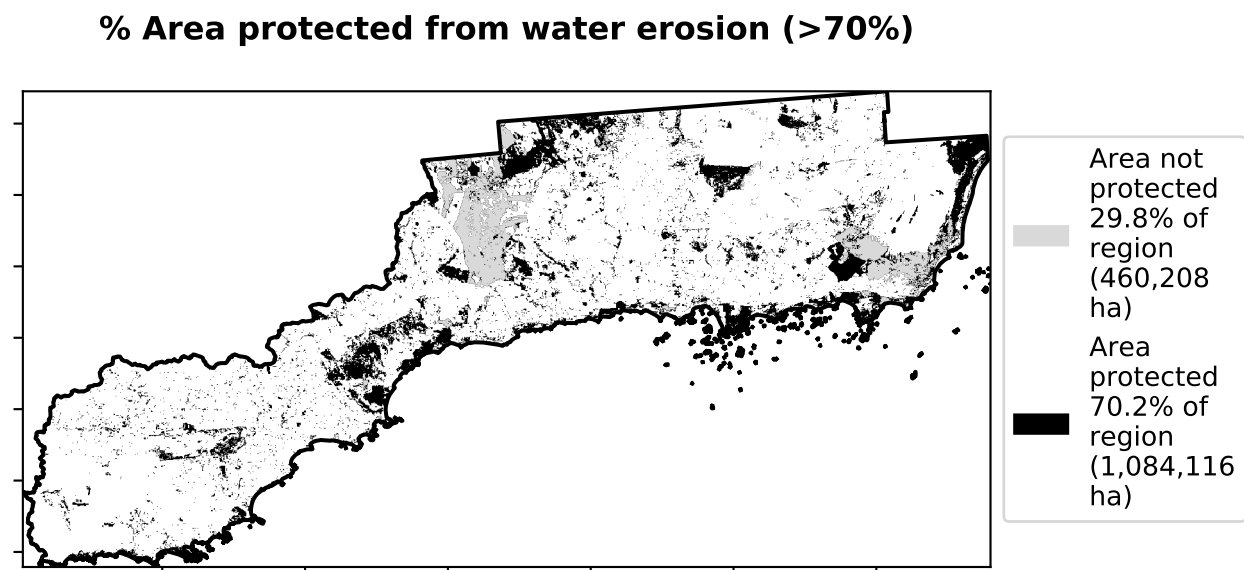 % Area protected from water erosion (>70%)
Area not
protected
29.8% of
region
(460,208
ha)
Area
protected
70.2% of
region
(1,084,116
ha)